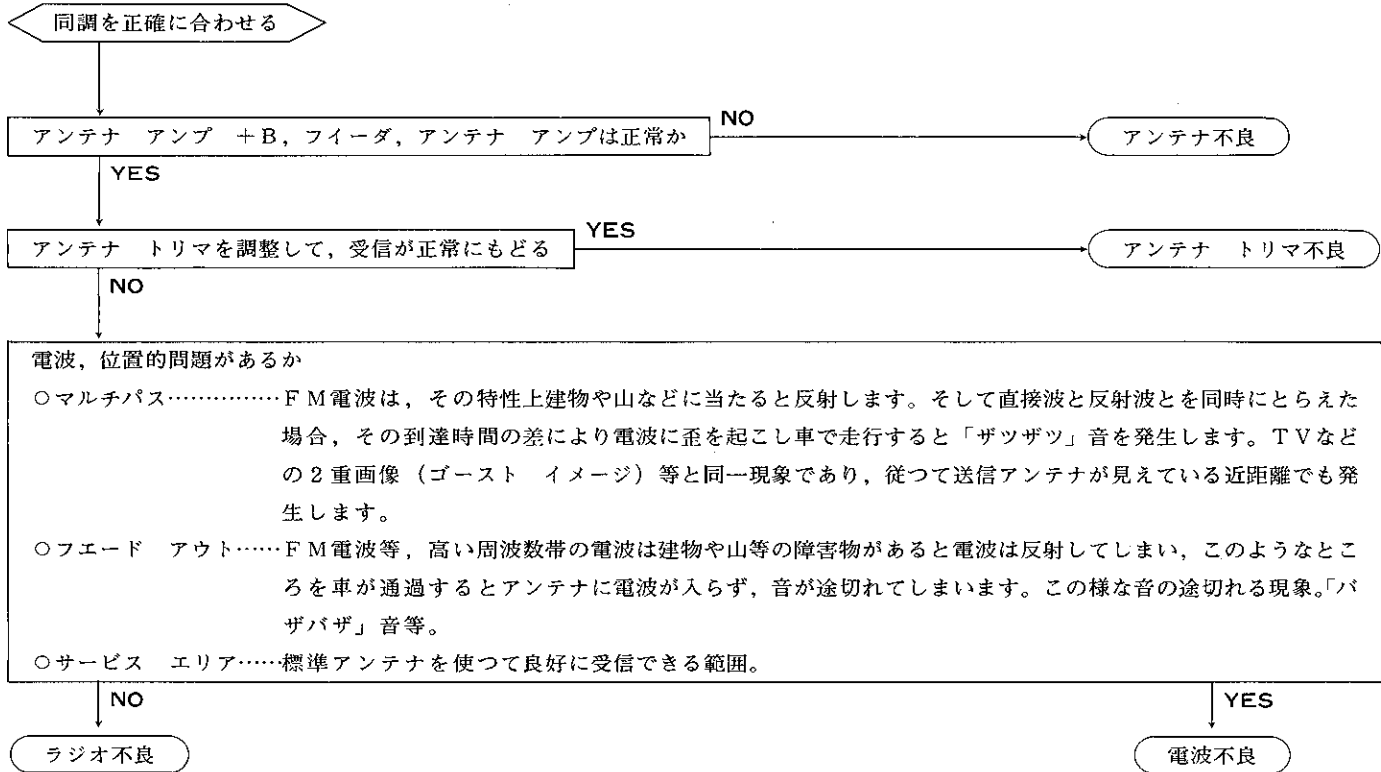 同調を正確に合わせる
アンテナ アンプ +B,フイーダ,アンテナ アンプは正常か
NO
アンテナ不良
YES
アンテナ トリマを調整して,受信が正常にもどる
YES
アンテナ トリマ不良
NO
電波,位置的問題があるか
○マルチパス……………FM電波は,その特性上建物や山などに当たると反射します。そして直接波と反射波とを同時にとらえた
場合,その到達時間の差により電波に歪を起こし車で走行すると「ザツザツ」音を発生します。TVなど
の2重画像(ゴースト イメージ)等と同一現象であり,従つて送信アンテナが見えている近距離でも発
生します。
○フエード アウト……FM電波等,高い周波数帯の電波は建物や山等の障害物があると電波は反射してしまい,このようなとこ
ろを車が通過するとアンテナに電波が入らず,音が途切れてしまいます。この様な音の途切れる現象。「バ
ザバザ」音等。
○サービス エリア……標準アンテナを使つて良好に受信できる範囲。
NO
YES
ラジオ不良
電波不良